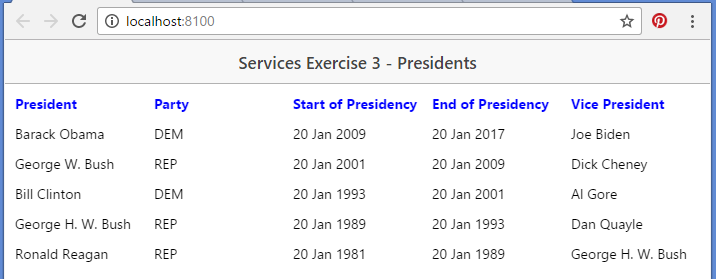 localhost:8100
Services Exercise 3 - Presidents
President Party Start of Presidency End of Presidency Vice President
Barack Obama DEM 20 Jan 2009 20 Jan 2017 Joe Biden
George W. Bush REP 20 Jan 2001 20 Jan 2009 Dick Cheney
Bill Clinton DEM 20 Jan 1993 20 Jan 2001 Al Gore
George H. W. Bush REP 20 Jan 1989 20 Jan 1993 Dan Quayle
Ronald Reagan REP 20 Jan 1981 20 Jan 1989 George H. W. Bush